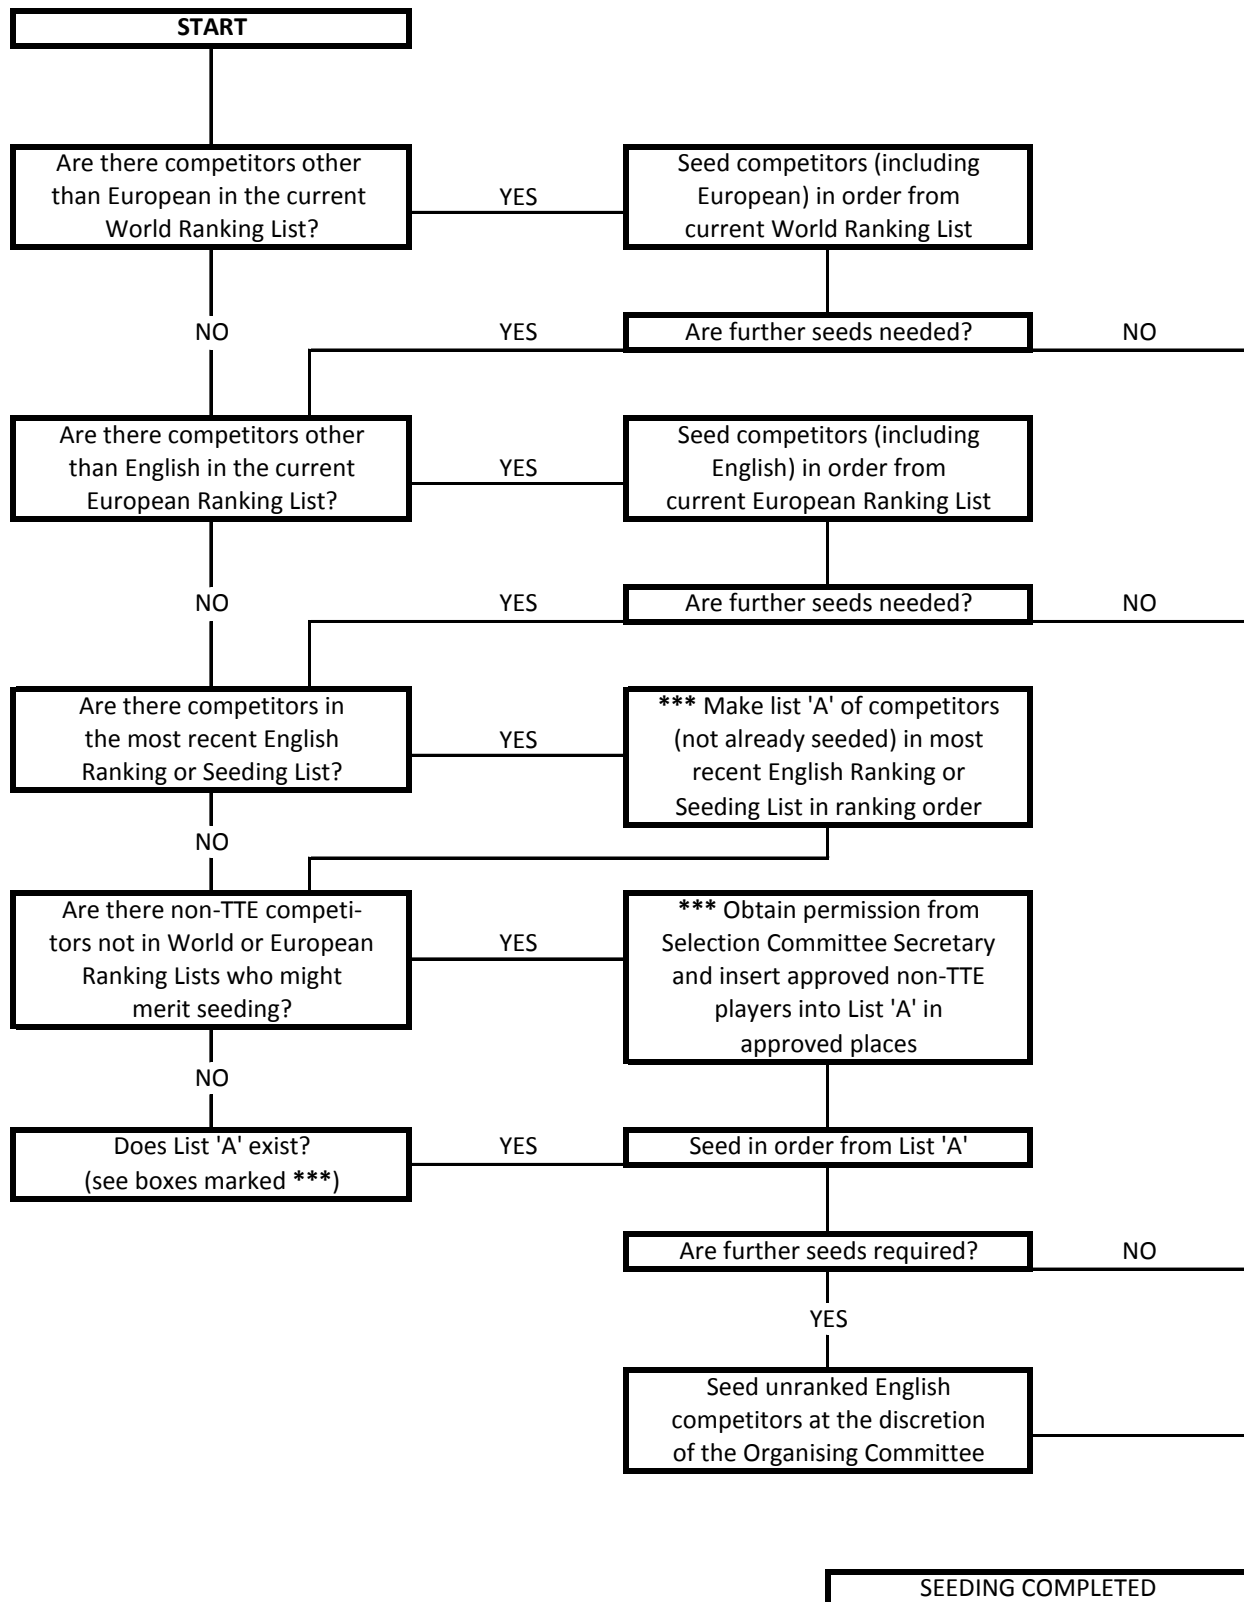 START
Are there competitors other
than European in the current
World Ranking List?
YES
Seed competitors (including
European) in order from
current World Ranking List
NO
YES
Are further seeds needed?
NO
Are there competitors other
than English in the current
European Ranking List?
YES
Seed competitors (including
English) in order from
current European Ranking List
NO
YES
Are further seeds needed?
NO
Are there competitors in
the most recent English
Ranking or Seeding List?
YES
*** Make list 'A' of competitors
(not already seeded) in most
recent English Ranking or
Seeding List in ranking order
NO
Are there non-TTE competi-
tors not in World or European
Ranking Lists who might
merit seeding?
YES
*** Obtain permission from
Selection Committee Secretary
and insert approved non-TTE
players into List 'A' in
approved places
NO
Does List 'A' exist?
(see boxes marked ***)
YES
Seed in order from List 'A'
Are further seeds required?
NO
YES
Seed unranked English
competitors at the discretion
of the Organising Committee
SEEDING COMPLETED